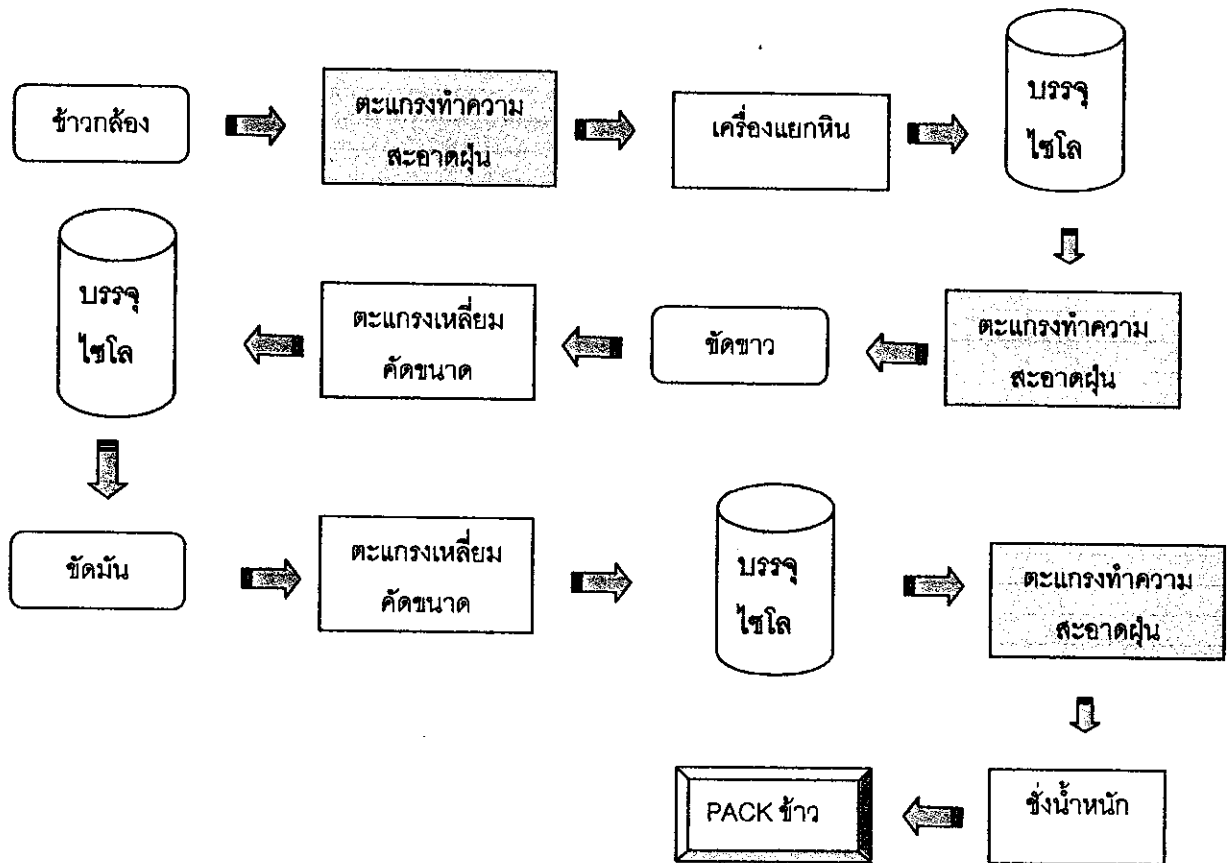 ข้าวกล้อง
ตะแกรงทำความ
สะอาดฝุ่น
เครื่องแยกหิน
บรรจุ
ไซโล
ตะแกรงทำความ
สะอาดฝุ่น
ขัดขาว
ตะแกรงเหลี่ยม
คัดขนาด
บรรจุ
ไซโล
ขัดมัน
ตะแกรงเหลี่ยม
คัดขนาด
บรรจุ
ไซโล
ตะแกรงทำความ
สะอาดฝุ่น
ชั่งน้ำหนัก
PACK ข้าว